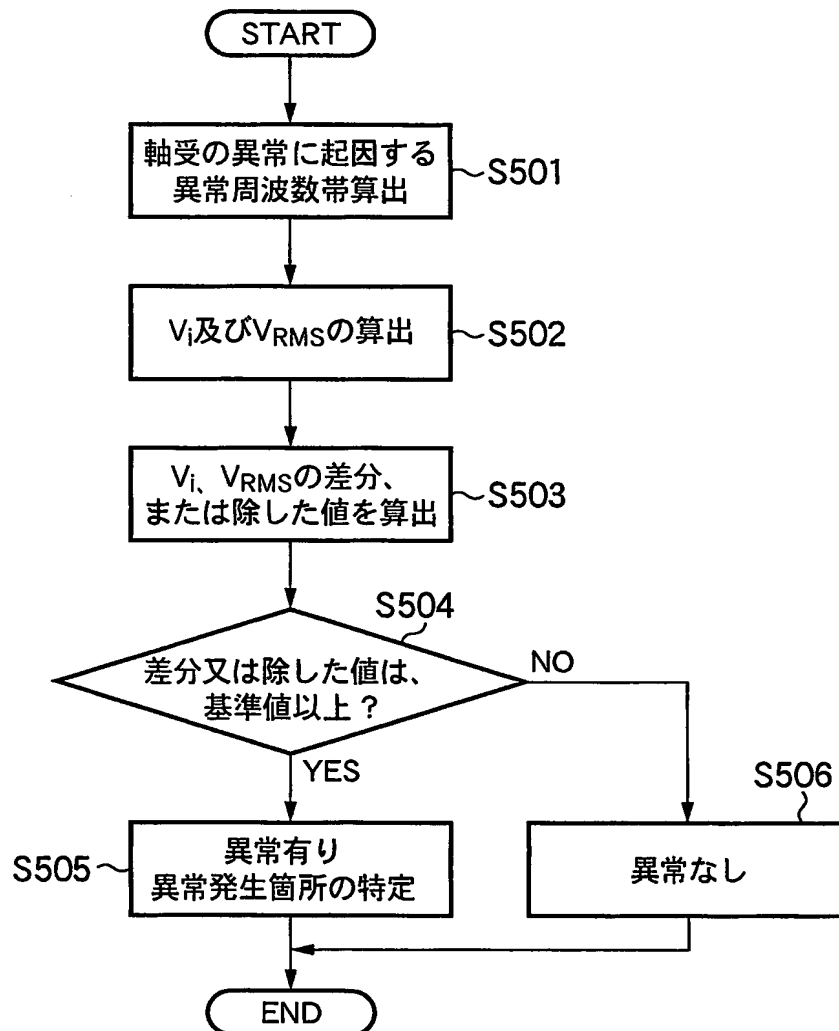 START
軸受の異常に起因する
異常周波数帯算出
S501
Vi及びVRMSの算出
S502
Vi、VRMSの差分、
または除した値を算出
S503
S504
差分又は除した値は、
基準値以上？
NO
YES
S506
S505
異常有り
異常発生箇所の特定
異常なし
END